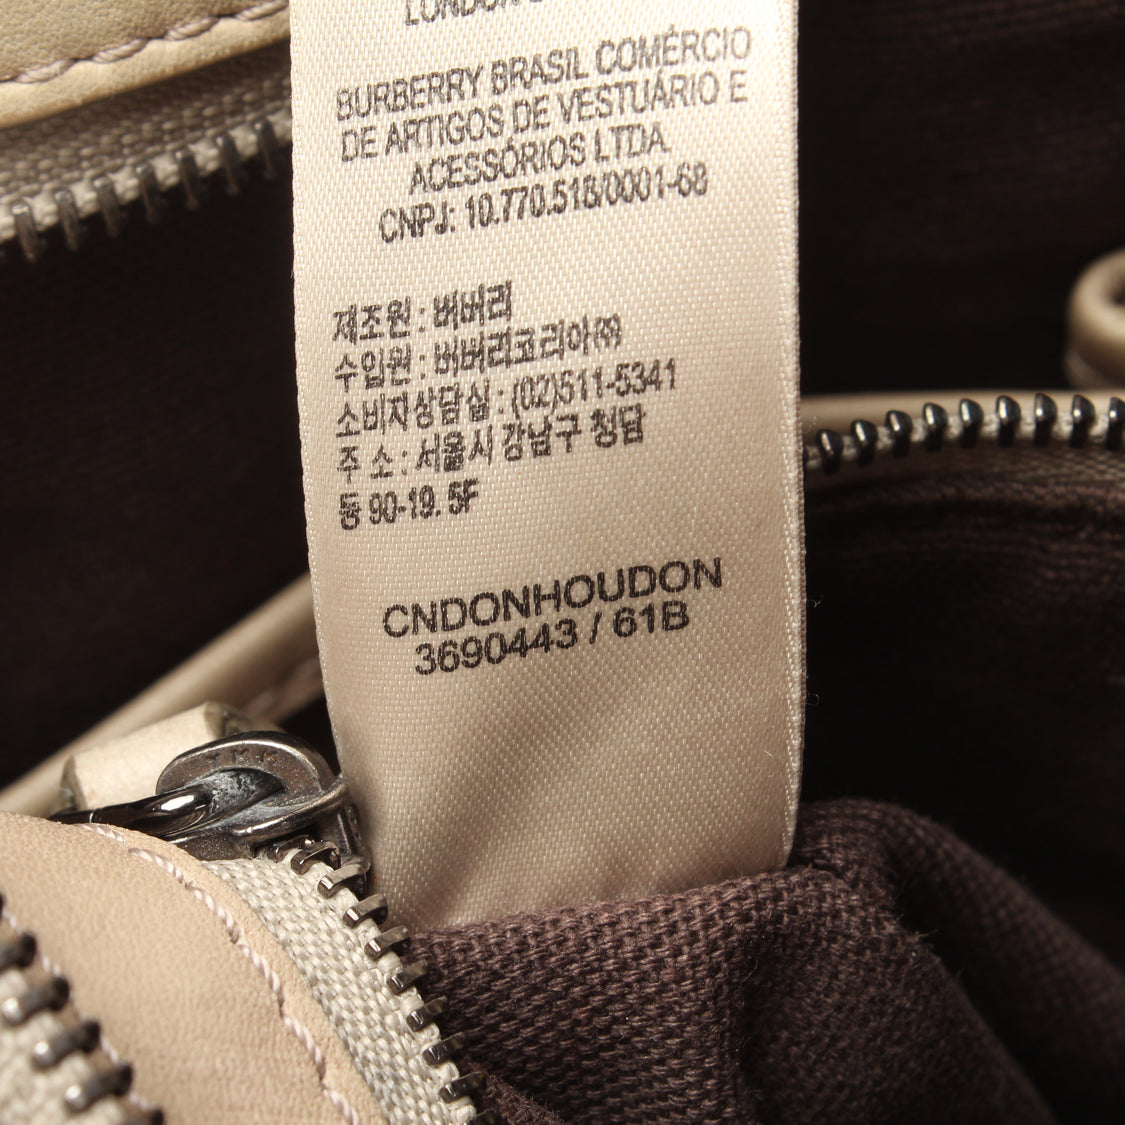 LONDON
BURBERRY BRASIL COMÉRCIO
DE ARTIGOS DE VESTUÁRIO E
ACESSÓRIOS LTDA.
CNPJ: 10.770.518/0001-68
제조원 : 버버리
수입원 : 버버리코리아㈜
소비자상담실 : (02)511-5341
주 소 : 서울시 강남구 청담
동 90-19. 5F
CNDONHOUDON
3690443 / 61B
YKK